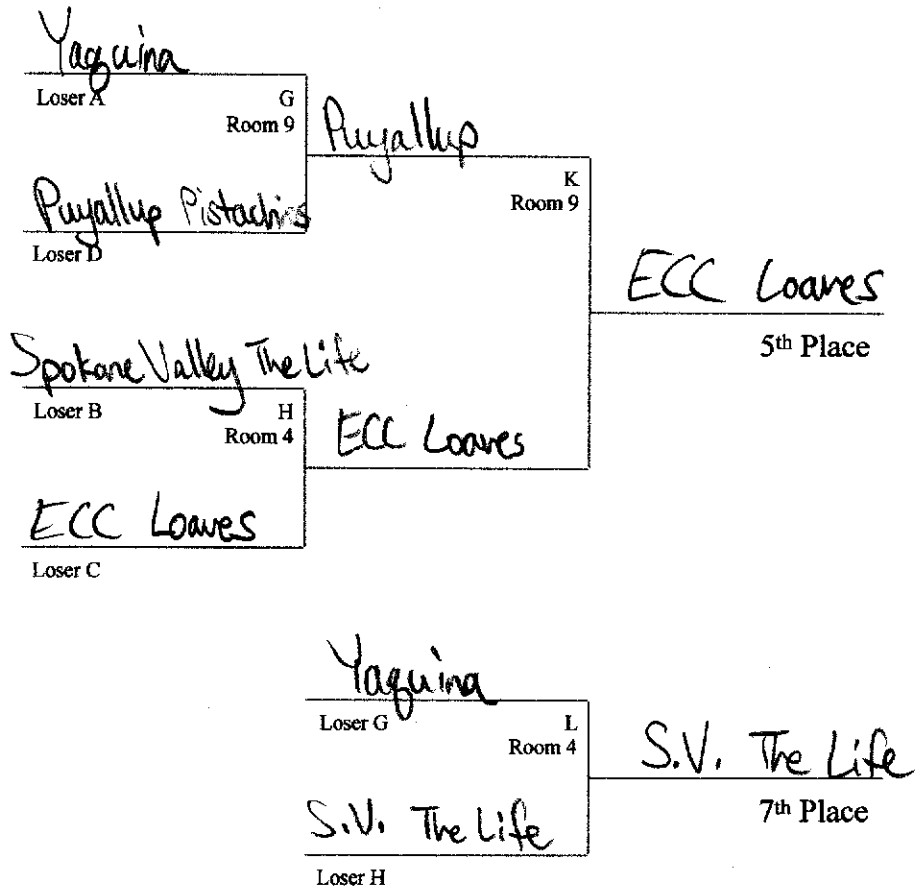 Yaquina
Loser A
G
Room 9
Puyallup
Puyallup Pistachios
Loser D
K
Room 9
ECC Loaves
5th Place
Spokane Valley The Life
Loser B
H
Room 4
ECC Loaves
ECC Loaves
Loser C
Yaquina
Loser G
L
Room 4
S.V. The Life
7th Place
S.V. The Life
Loser H